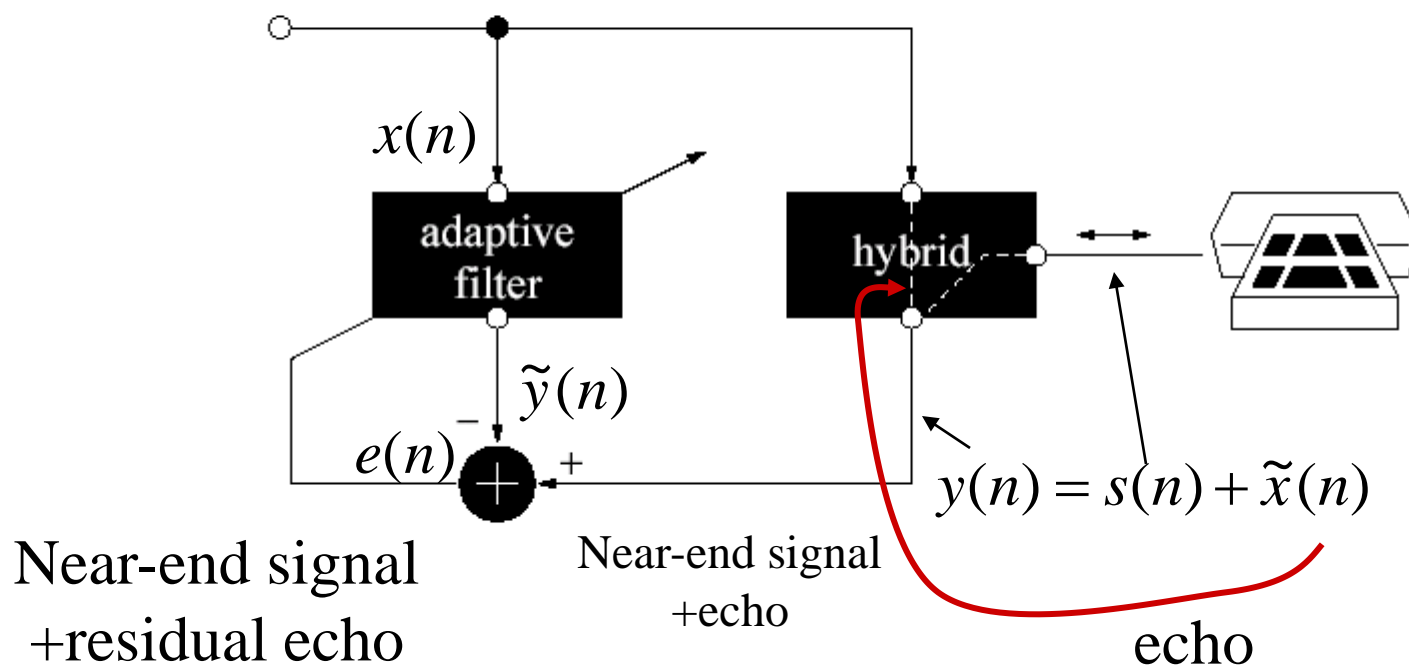 x(n)
adaptive
filter
hybrid
ỹ(n)
−
e(n)
+
+
y(n) = s(n) + x̃(n)
Near-end signal
+residual echo
Near-end signal
+echo
echo